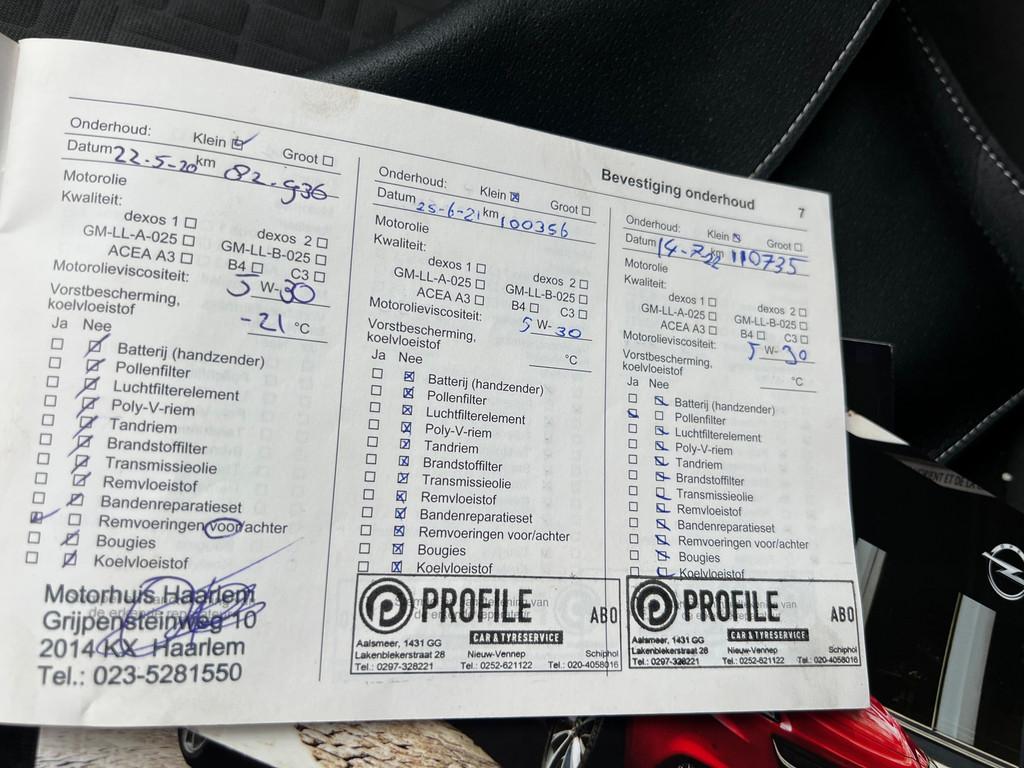 Bevestiging onderhoud 7
Onderhoud: Klein Groot
Datum 22-5-20 km 82.936
Motorolie
Kwaliteit:
dexos 1 dexos 2
GM-LL-A-025 GM-LL-B-025
ACEA A3 B4 C3
Motorolieviscositeit: 5 W-30
Vorstbescherming,
koelvloeistof -21 °C
Ja Nee
Batterij (handzender)
Pollenfilter
Luchtfilterelement
Poly-V-riem
Tandriem
Brandstoffilter
Transmissieolie
Remvloeistof
Bandenreparatieset
Remvoeringen voor/achter
Bougies
Koelvloeistof
Motorhuis Haarlem
Grijpensteinweg 10
2014 KX Haarlem
Tel.: 023-5281550
Onderhoud: Klein Groot
Datum 25-6-21 km 100356
Motorolie
Kwaliteit:
dexos 1 dexos 2
GM-LL-A-025 GM-LL-B-025
ACEA A3 B4 C3
Motorolieviscositeit: 5 W-30
Vorstbescherming,
koelvloeistof °C
Ja Nee
Batterij (handzender)
Pollenfilter
Luchtfilterelement
Poly-V-riem
Tandriem
Brandstoffilter
Transmissieolie
Remvloeistof
Bandenreparatieset
Remvoeringen voor/achter
Bougies
Koelvloeistof
PROFILE ABO
CAR & TYRESERVICE
Aalsmeer, 1431 GG
Lakenblekerstraat 28 Nieuw-Vennep Schiphol
Tel.: 0297-328221 Tel.: 0252-621122 Tel.: 020-4058016
Onderhoud: Klein Groot
Datum 14-7-22 km 110735
Motorolie
Kwaliteit:
dexos 1 dexos 2
GM-LL-A-025 GM-LL-B-025
ACEA A3 B4 C3
Motorolieviscositeit: 5 W-30
Vorstbescherming,
koelvloeistof °C
Ja Nee
Batterij (handzender)
Pollenfilter
Luchtfilterelement
Poly-V-riem
Tandriem
Brandstoffilter
Transmissieolie
Remvloeistof
Bandenreparatieset
Remvoeringen voor/achter
Bougies
Koelvloeistof
PROFILE ABO
CAR & TYRESERVICE
Aalsmeer, 1431 GG
Lakenblekerstraat 28 Nieuw-Vennep Schiphol
Tel.: 0297-328221 Tel.: 0252-621122 Tel.: 020-4058016